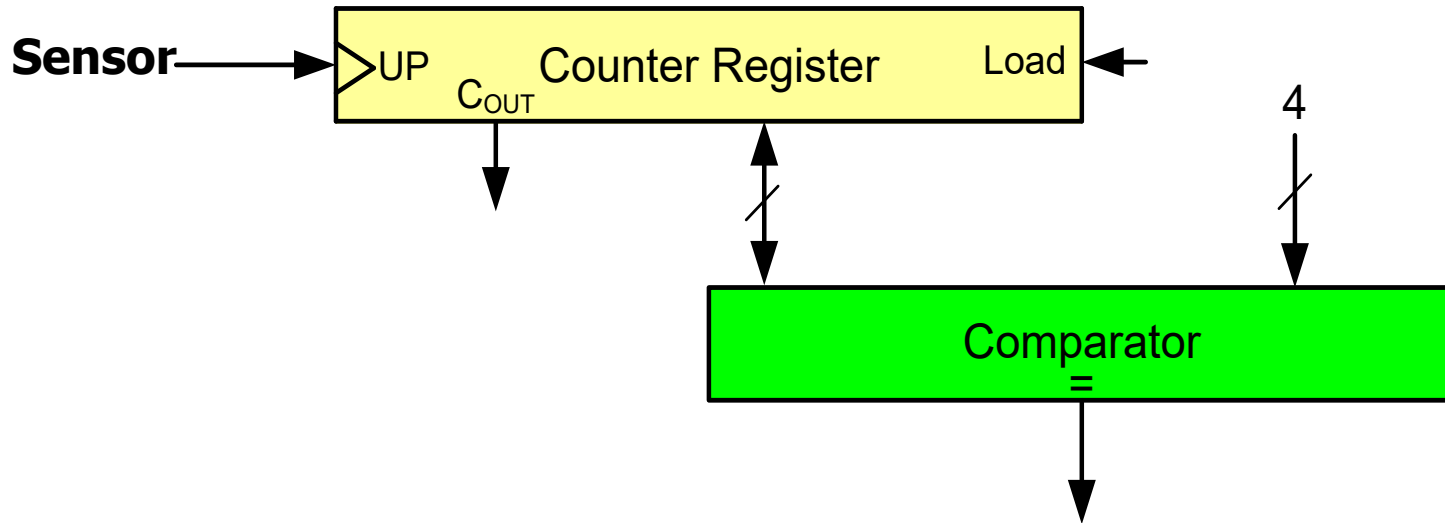 Sensor
UP
C_OUT
Counter Register
Load
4
Comparator
=